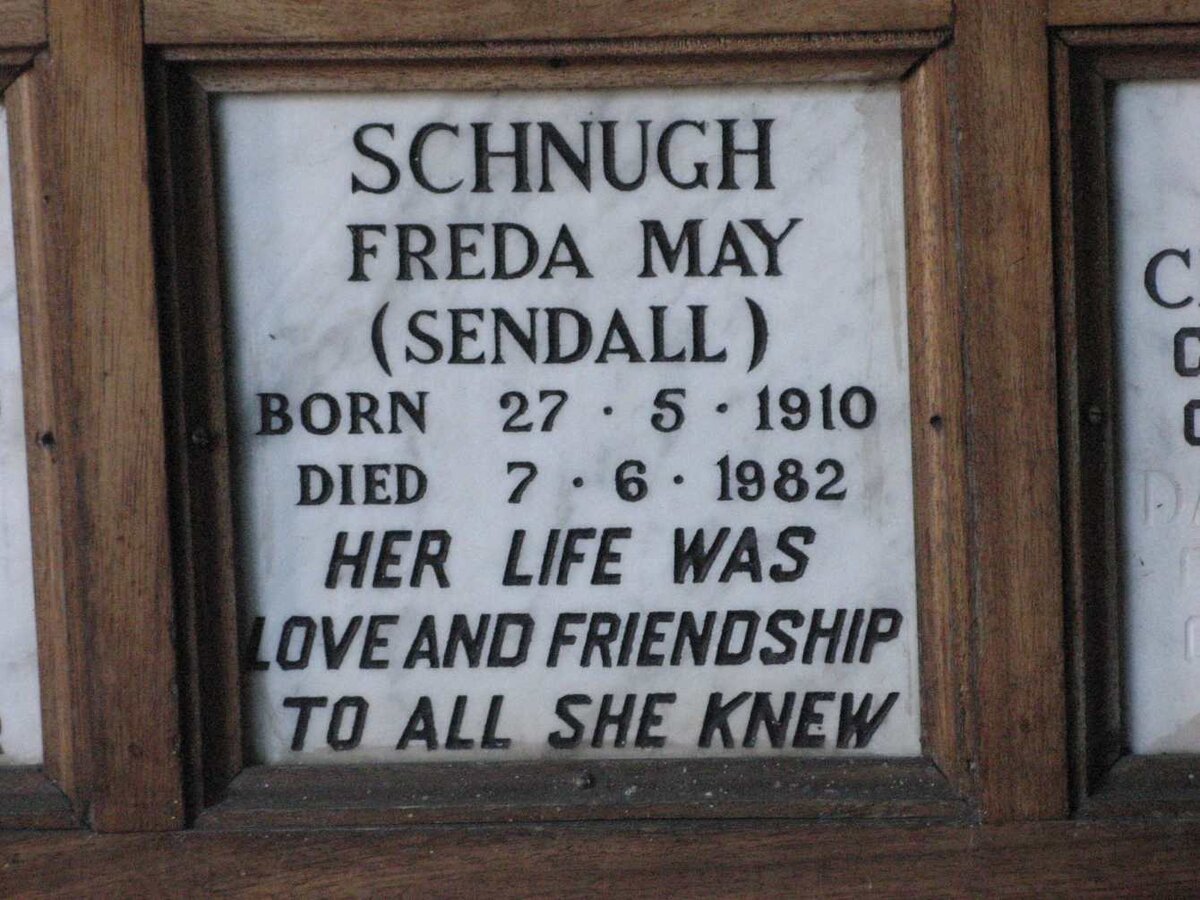 SCHNUGH
FREDA MAY
(SENDALL)
BORN 27 · 5 · 1910
DIED 7 · 6 · 1982
HER LIFE WAS
LOVE AND FRIENDSHIP
TO ALL SHE KNEW